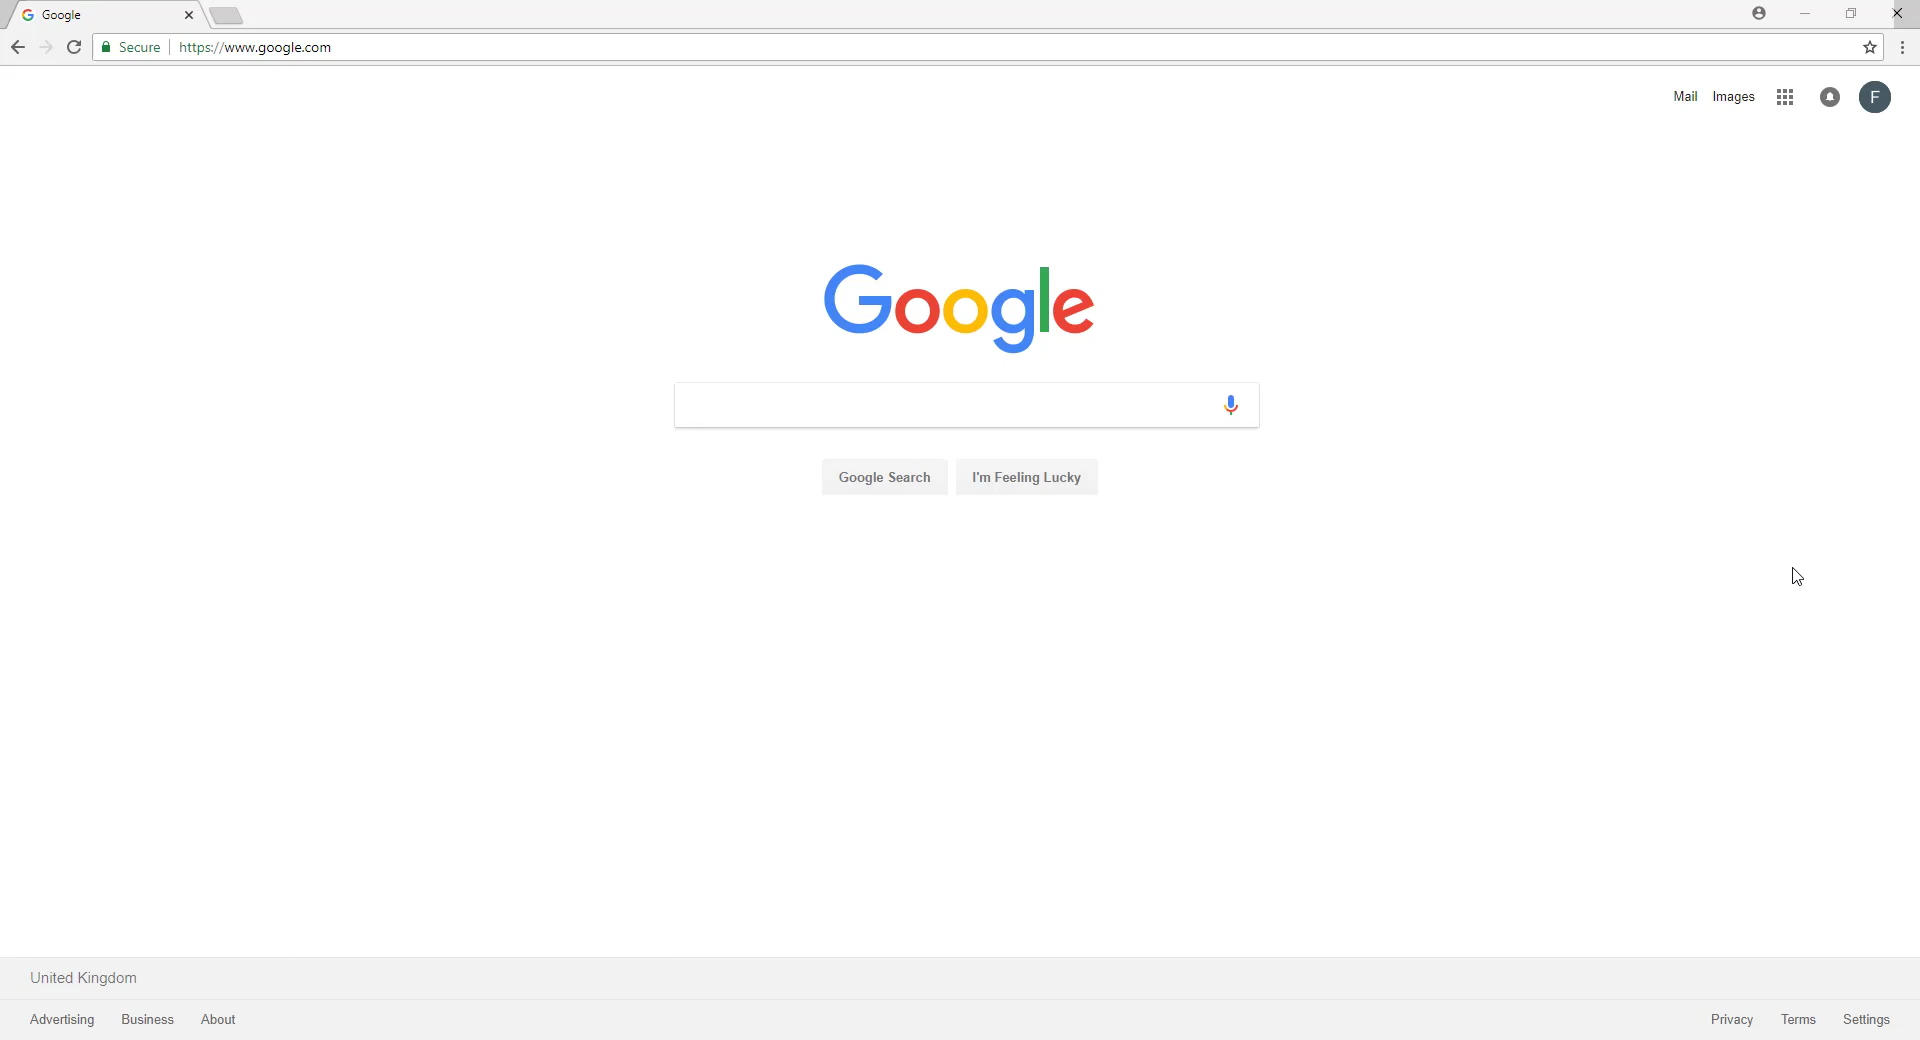 Google
Secure https://www.google.com
Mail Images F
Google
Google Search I'm Feeling Lucky
United Kingdom
Advertising Business About Privacy Terms Settings